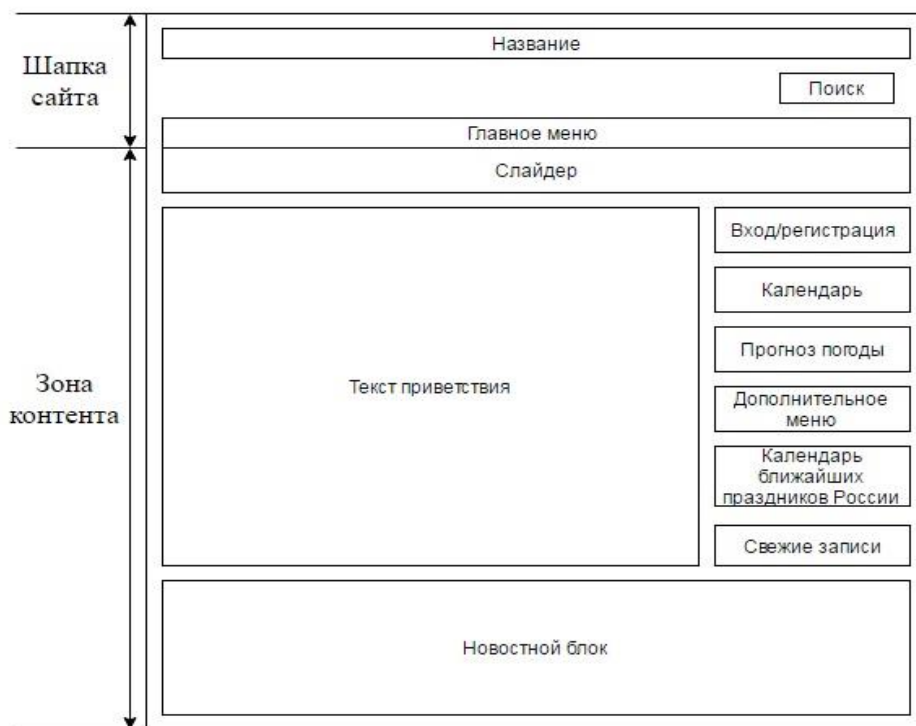 Название
Шапка
сайта
Поиск
Главное меню
Слайдер
Вход/регистрация
Календарь
Прогноз погоды
Зона
контента
Текст приветствия
Дополнительное
меню
Календарь
ближайших
праздников России
Свежие записи
Новостной блок